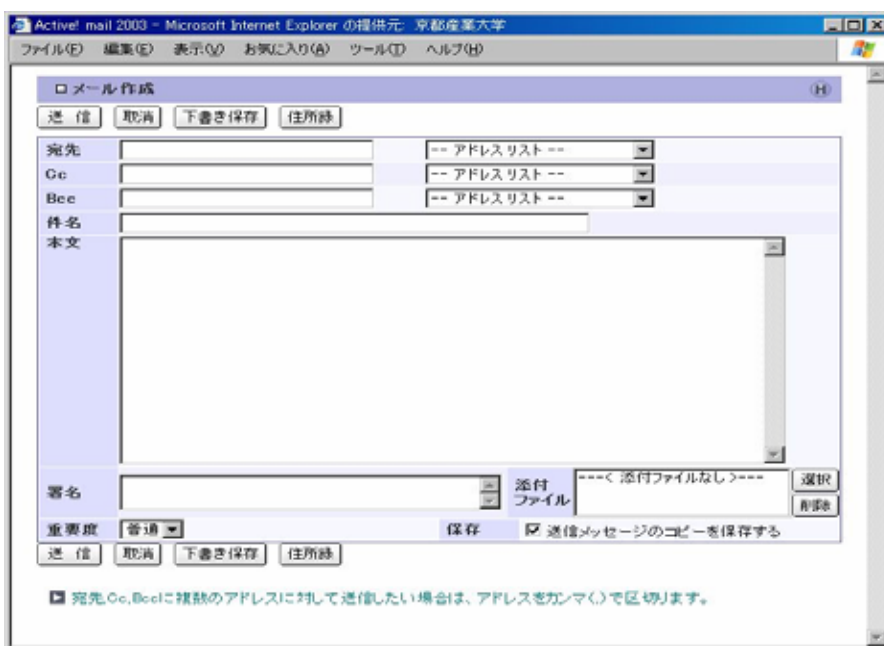 Active! mail 2003 - Microsoft Internet Explorer の提供元: 京都産業大学
ファイル(F) 編集(E) 表示(V) お気に入り(A) ツール(T) ヘルプ(H)
ロメール作成 H
送 信 取消 下書き保存 住所録
宛先 -- アドレスリスト --
Cc -- アドレスリスト --
Bcc -- アドレスリスト --
件名
本文
署名 添付ファイル ---< 添付ファイルなし >--- 選択 削除
重要度 普通 保存 送信メッセージのコピーを保存する
送 信 取消 下書き保存 住所録
宛先,Cc,Bccに複数のアドレスに対して送信したい場合は、アドレスをカンマ(,)で区切ります。